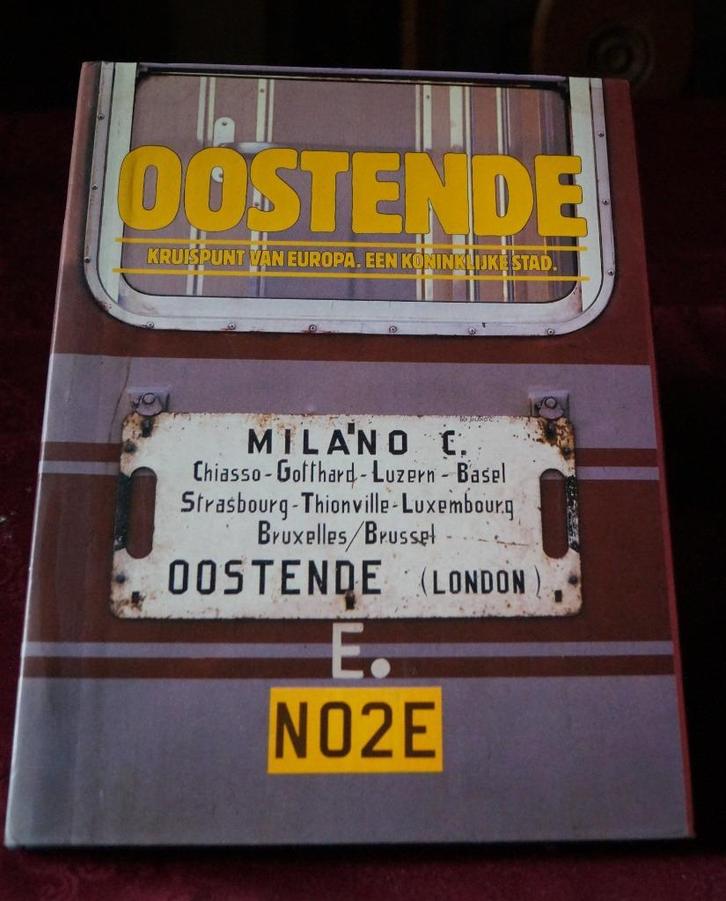 OOSTENDE
KRUISPUNT VAN EUROPA. EEN KONINKLIJKE STAD.
MILANO C.
Chiasso-Gotthard-Luzern-Basel
Strasbourg-Thionville-Luxembourg
Bruxelles/Brussel
OOSTENDE (LONDON)
E.
NO2E